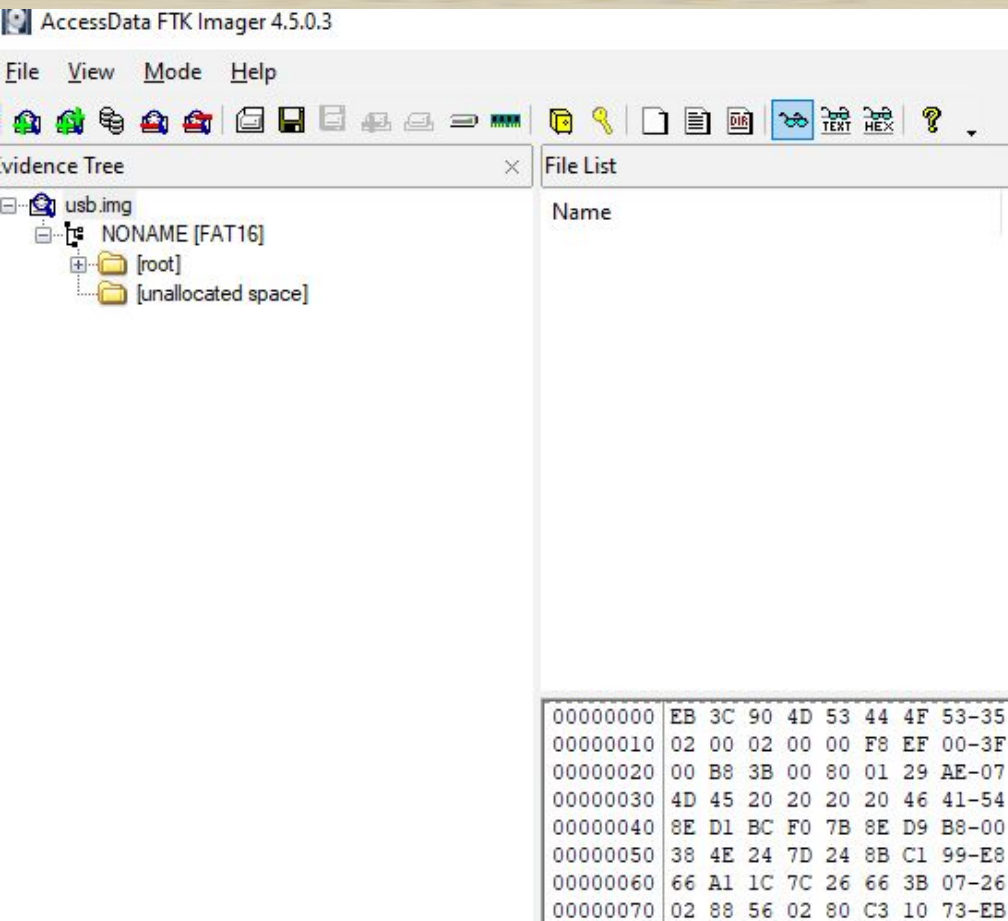 AccessData FTK Imager 4.5.0.3
File View Mode Help
TEXT HEX
DIR
Evidence Tree
File List
Name
usb.img
NONAME [FAT16]
[root]
[unallocated space]
00000000 EB 3C 90 4D 53 44 4F 53-35
00000010 02 00 02 00 00 F8 EF 00-3F
00000020 00 B8 3B 00 80 01 29 AE-07
00000030 4D 45 20 20 20 20 46 41-54
00000040 8E D1 BC F0 7B 8E D9 B8-00
00000050 38 4E 24 7D 24 8B C1 99-E8
00000060 66 A1 1C 7C 26 66 3B 07-26
00000070 02 88 56 02 80 C3 10 73-EB